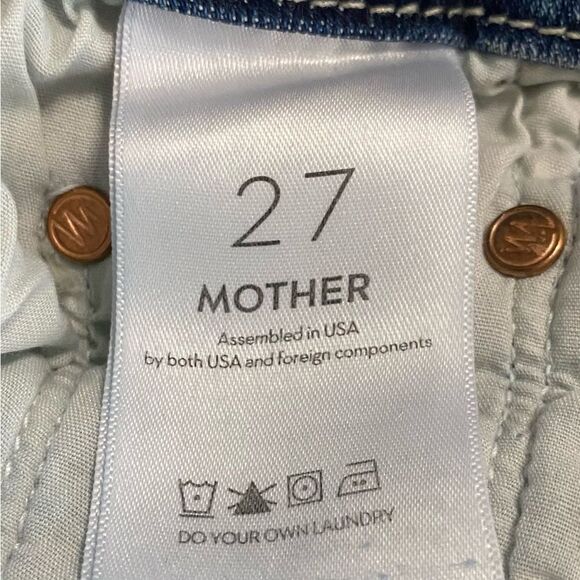 27
MOTHER
Assembled in USA
by both USA and foreign components
DO YOUR OWN LAUNDRY